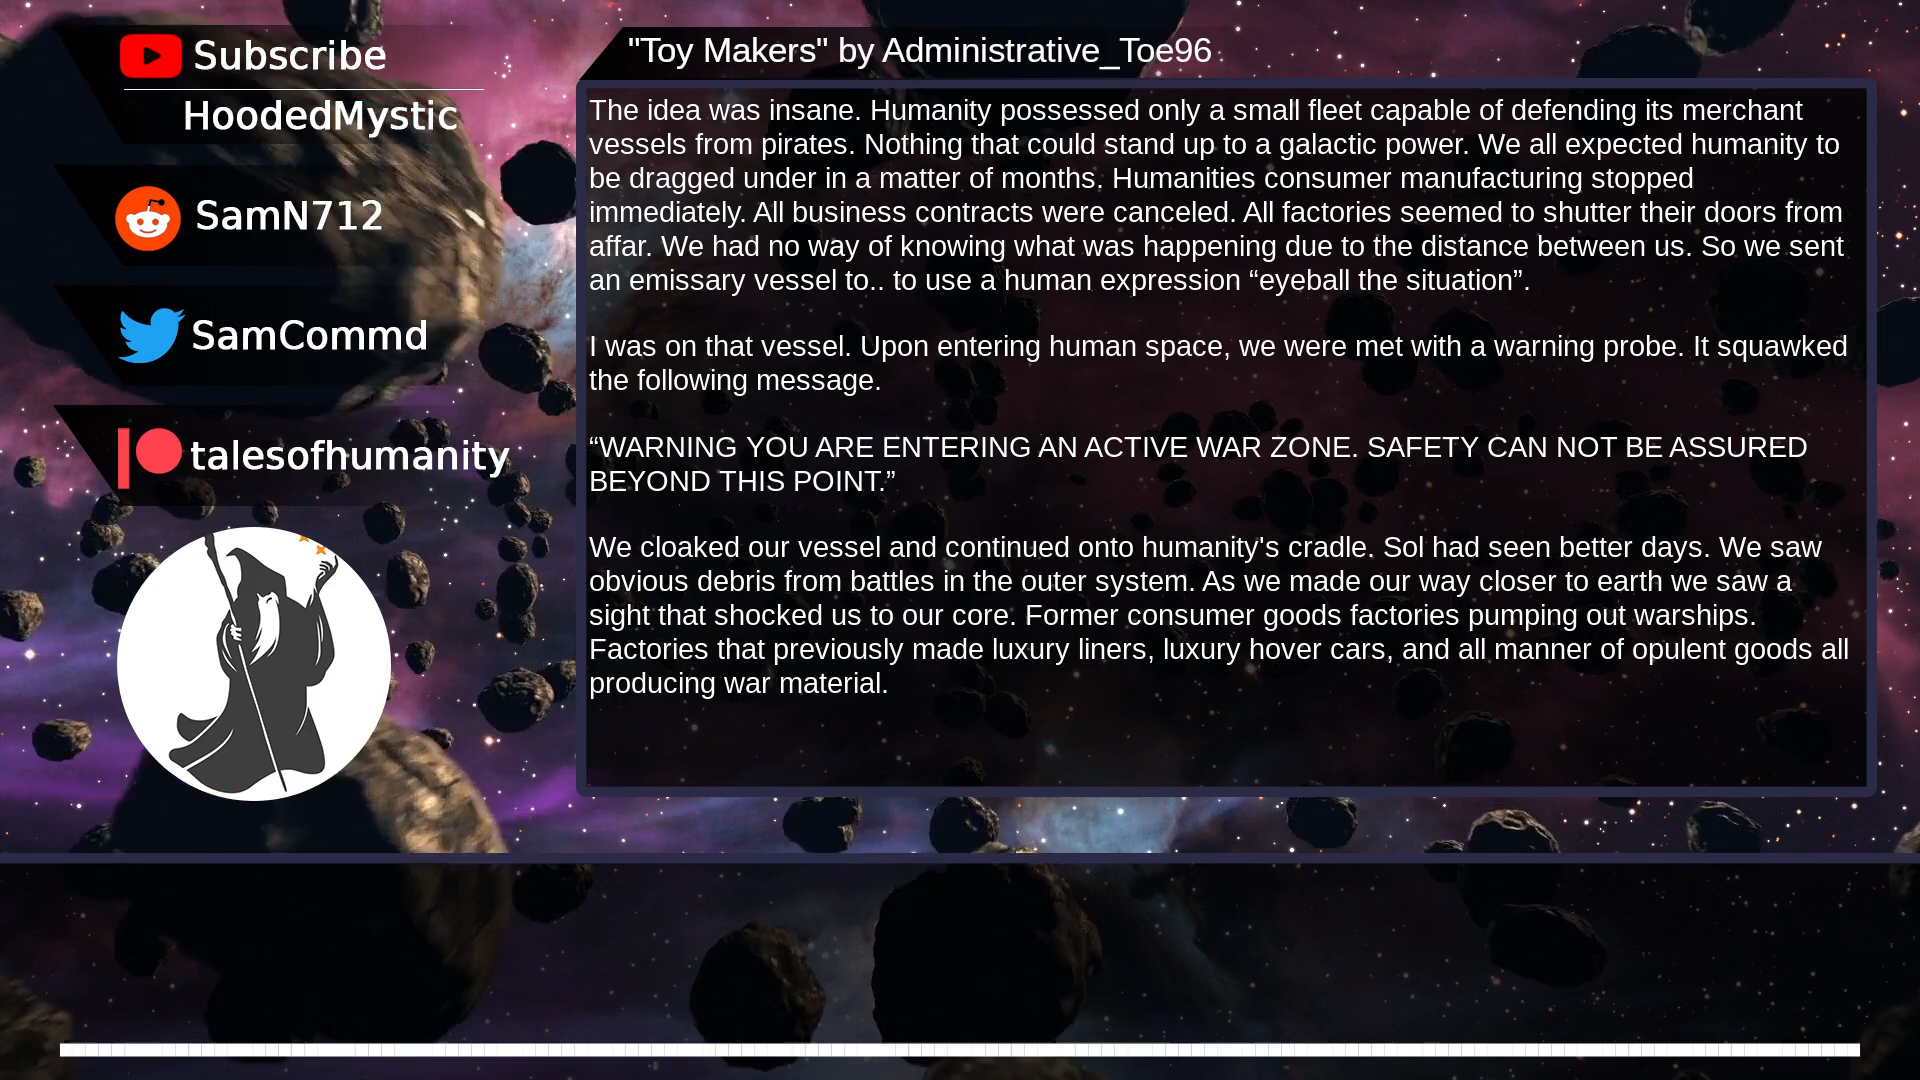 Subscribe
HoodedMystic
SamN712
SamCommd
talesofhumanity
"Toy Makers" by Administrative_Toe96
The idea was insane. Humanity possessed only a small fleet capable of defending its merchant
vessels from pirates. Nothing that could stand up to a galactic power. We all expected humanity to
be dragged under in a matter of months. Humanities consumer manufacturing stopped
immediately. All business contracts were canceled. All factories seemed to shutter their doors from
affar. We had no way of knowing what was happening due to the distance between us. So we sent
an emissary vessel to.. to use a human expression “eyeball the situation”.
I was on that vessel. Upon entering human space, we were met with a warning probe. It squawked
the following message.
“WARNING YOU ARE ENTERING AN ACTIVE WAR ZONE. SAFETY CAN NOT BE ASSURED
BEYOND THIS POINT.”
We cloaked our vessel and continued onto humanity's cradle. Sol had seen better days. We saw
obvious debris from battles in the outer system. As we made our way closer to earth we saw a
sight that shocked us to our core. Former consumer goods factories pumping out warships.
Factories that previously made luxury liners, luxury hover cars, and all manner of opulent goods all
producing war material.